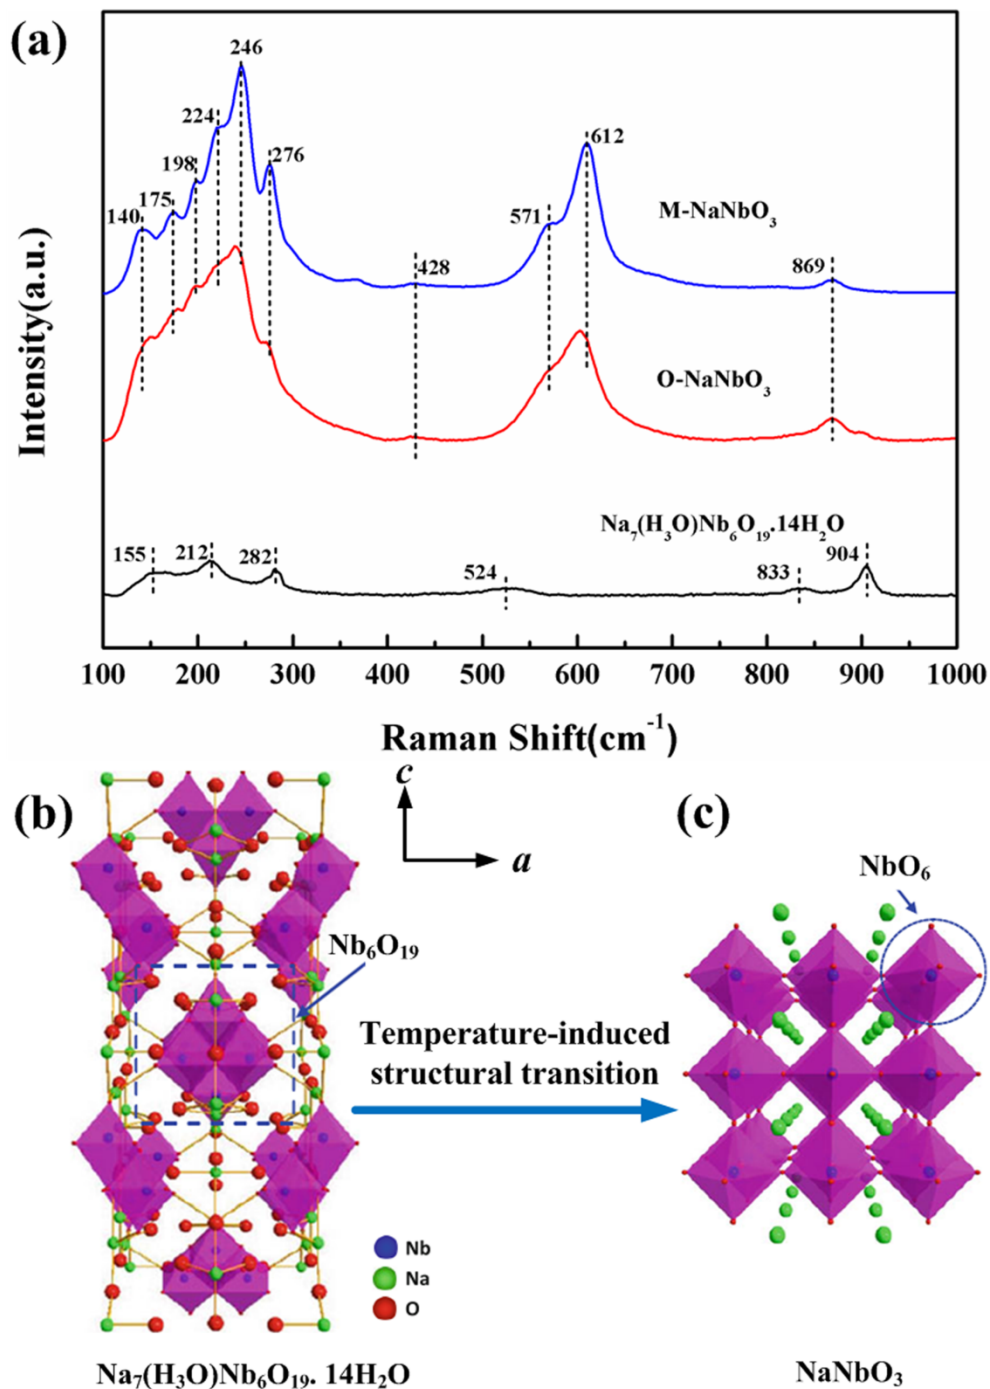 (a)
246
224
198
276
175
140
612
571
M-NaNbO₃
428
869
O-NaNbO₃
Na₇(H₃O)Nb₆O₁₉.14H₂O
155
212
282
524
833
904
Intensity(a.u.)
100 200 300 400 500 600 700 800 900 1000
Raman Shift(cm⁻¹)
(b)
c
a
(c)
NbO₆
Nb₆O₁₉
Temperature-induced
structural transition
Nb
Na
O
Na₇(H₃O)Nb₆O₁₉. 14H₂O
NaNbO₃